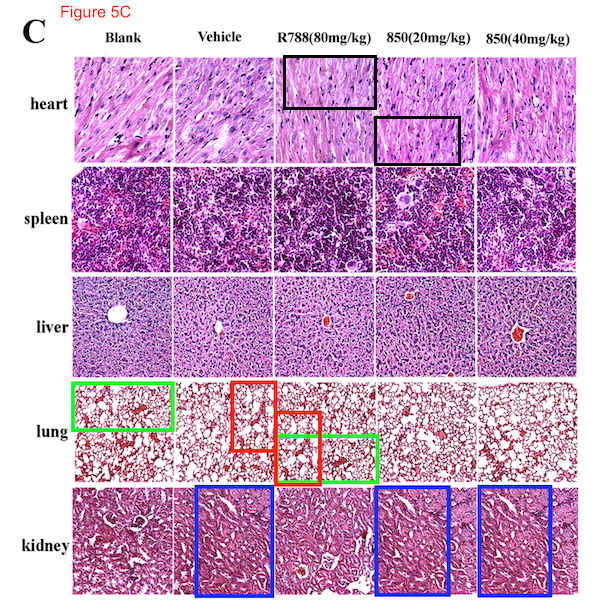 Figure 5C
C
Blank Vehicle R788(80mg/kg) 850(20mg/kg) 850(40mg/kg)
heart
spleen
liver
lung
kidney